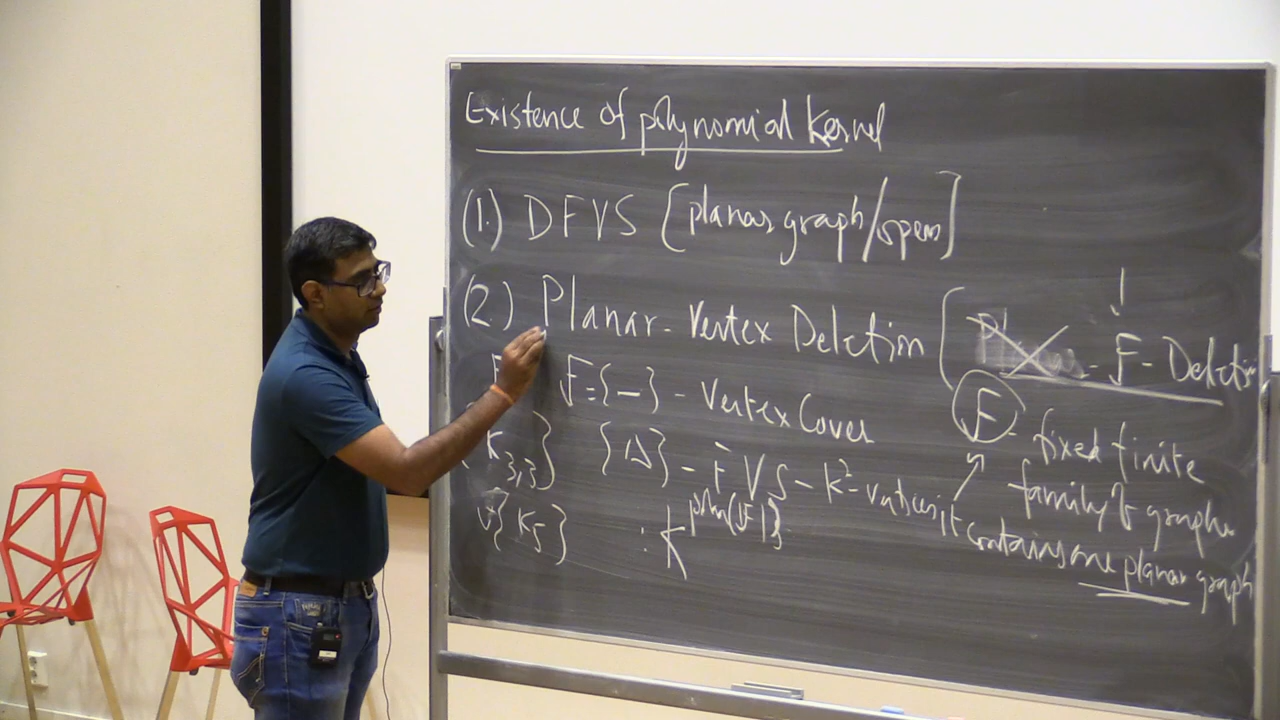 Existence of polynomial Kernel
(1.) DFVS [planar graph/open]
(2.) Planar - Vertex Deletion [ - F - Deletion
F = {—} - Vertex Cover
F - fixed finite
family of graphs.
it contains one planar graph
{Δ} - FVS - K² - vertices
K3,3}
{K5}